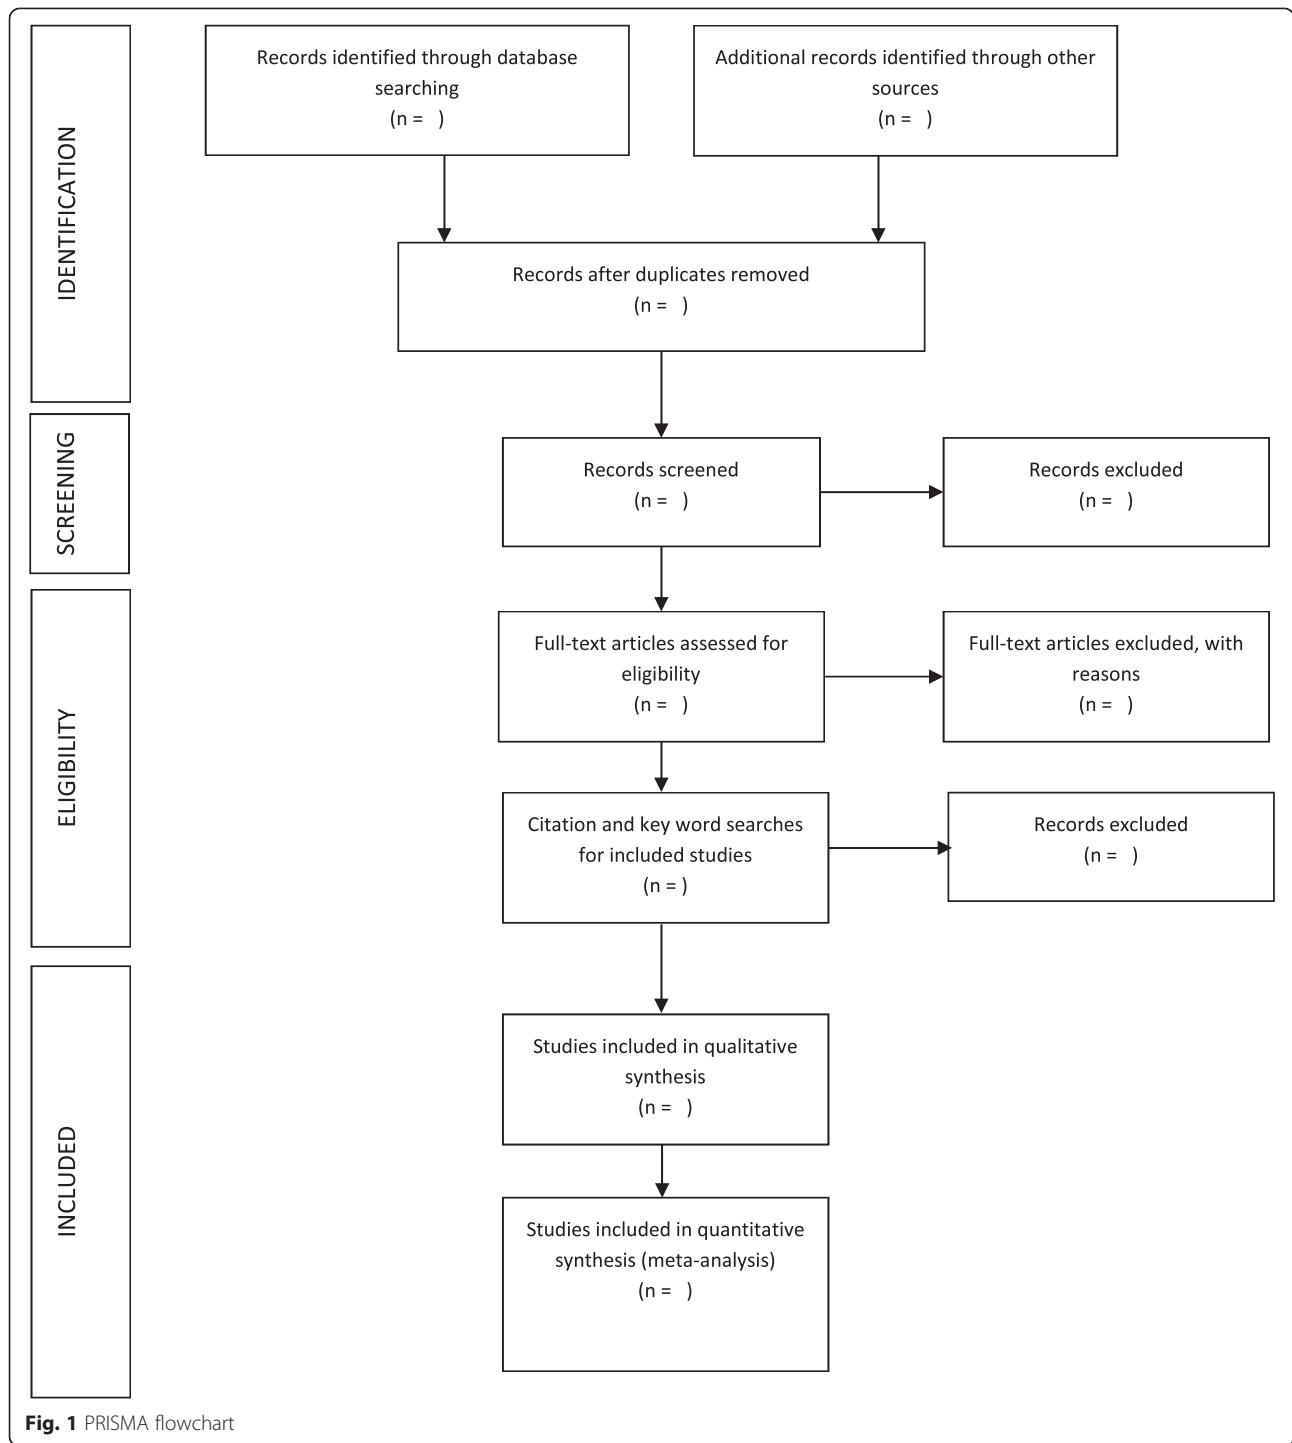 IDENTIFICATION
Records identified through database
searching
(n =   )
Additional records identified through other
sources
(n =   )
Records after duplicates removed
(n =   )
SCREENING
Records screened
(n =   )
Records excluded
(n =   )
ELIGIBILITY
Full-text articles assessed for
eligibility
(n =   )
Full-text articles excluded, with
reasons
(n =   )
Citation and key word searches
for included studies
(n = )
Records excluded
(n =   )
INCLUDED
Studies included in qualitative
synthesis
(n =   )
Studies included in quantitative
synthesis (meta-analysis)
(n =   )
Fig. 1 PRISMA flowchart